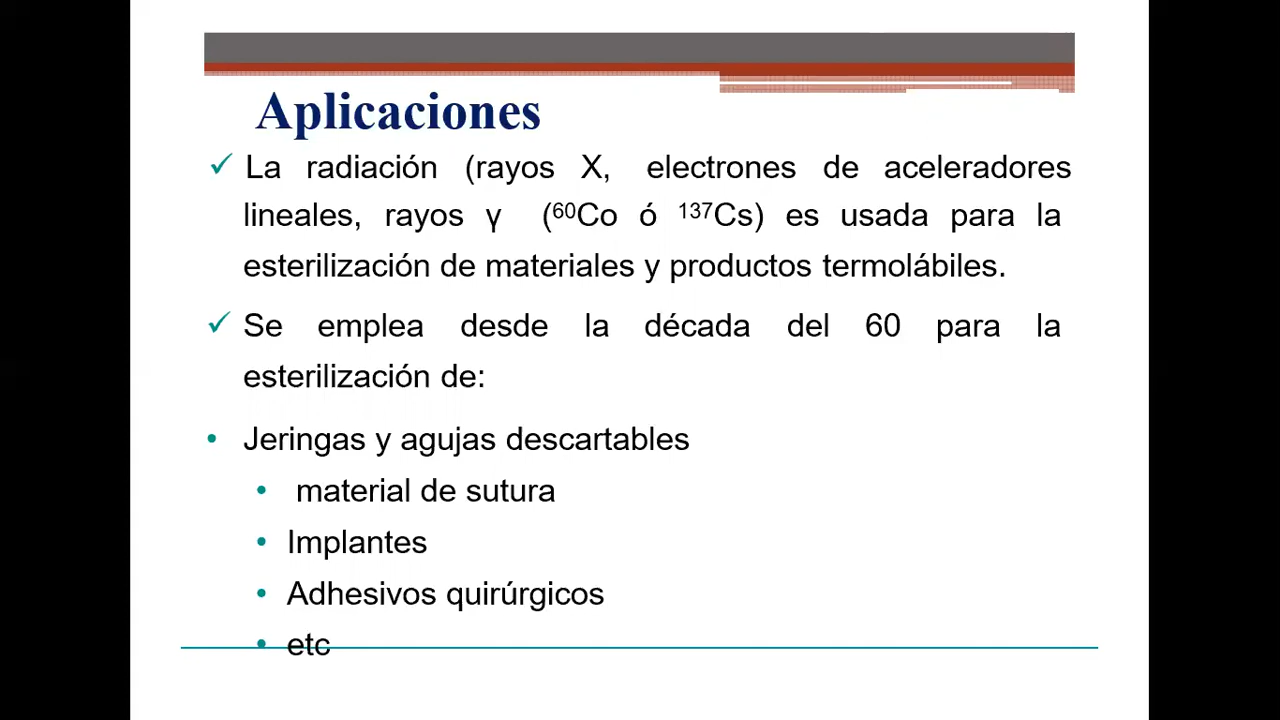 Aplicaciones
✓ La radiación (rayos X, electrones de aceleradores
lineales, rayos γ (⁶⁰Co ó ¹³⁷Cs) es usada para la
esterilización de materiales y productos termolábiles.
✓ Se emplea desde la década del 60 para la
esterilización de:
• Jeringas y agujas descartables
• material de sutura
• Implantes
• Adhesivos quirúrgicos
• etc